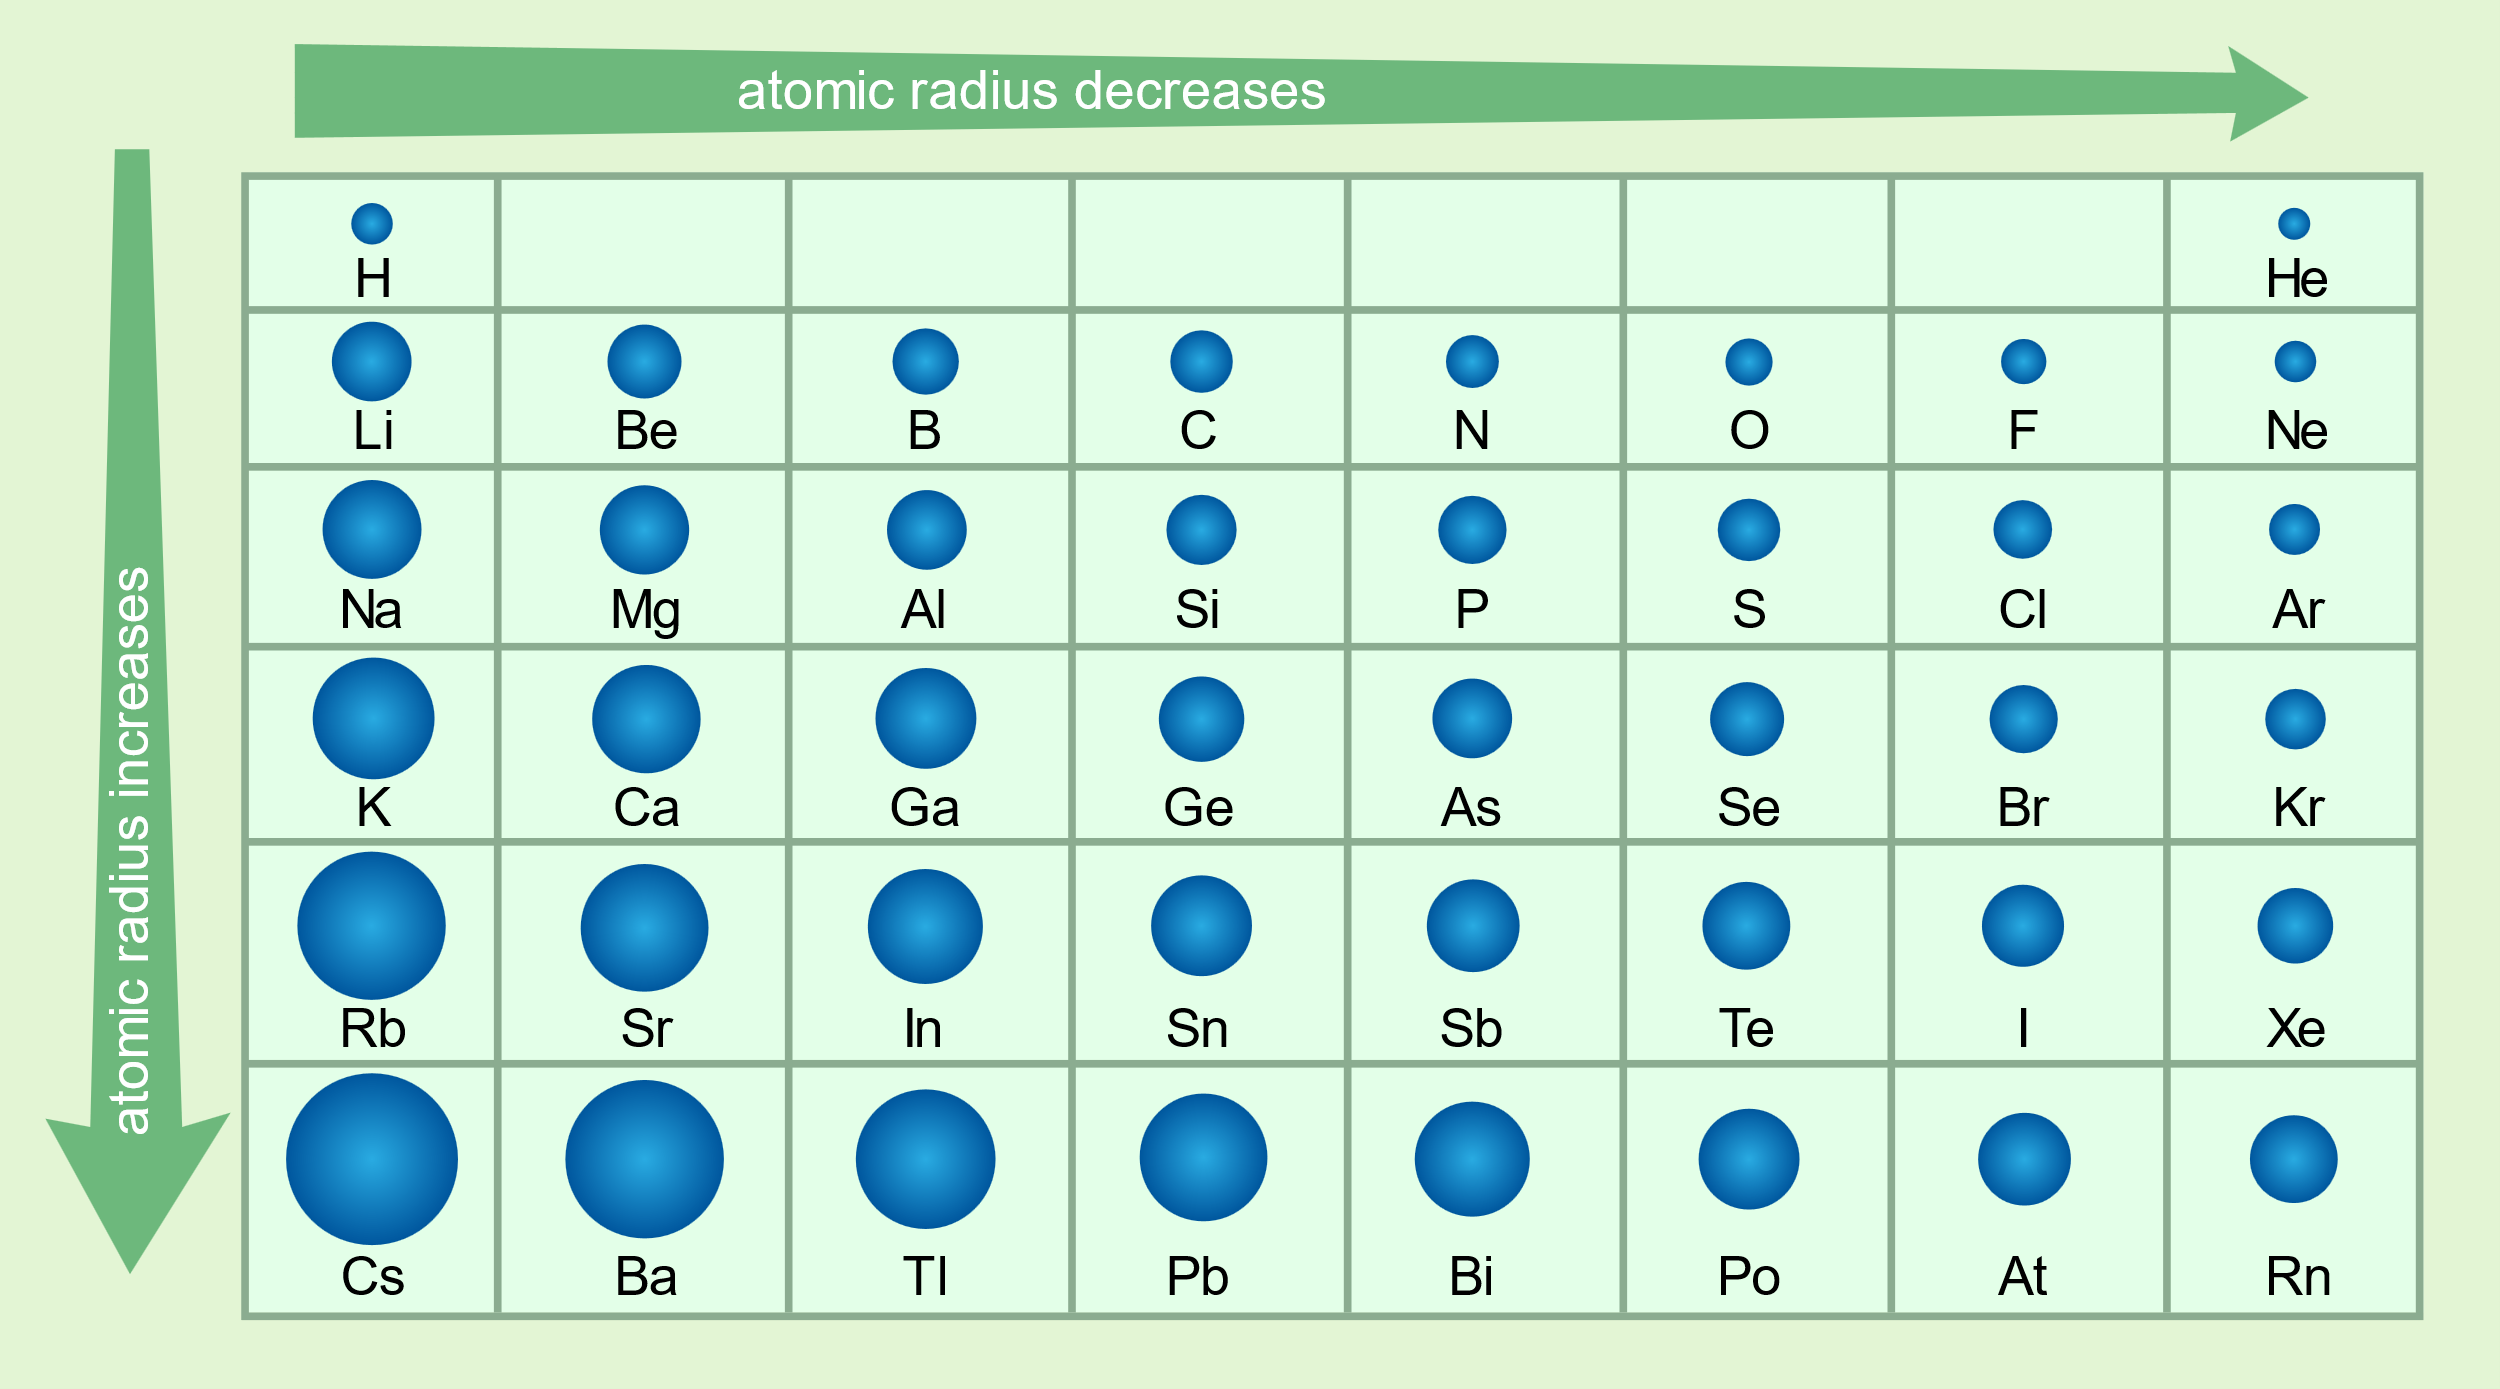 atomic radius decreases
atomic radius increases
H He
Li Be B C N O F Ne
Na Mg Al Si P S Cl Ar
K Ca Ga Ge As Se Br Kr
Rb Sr In Sn Sb Te I Xe
Cs Ba Tl Pb Bi Po At Rn